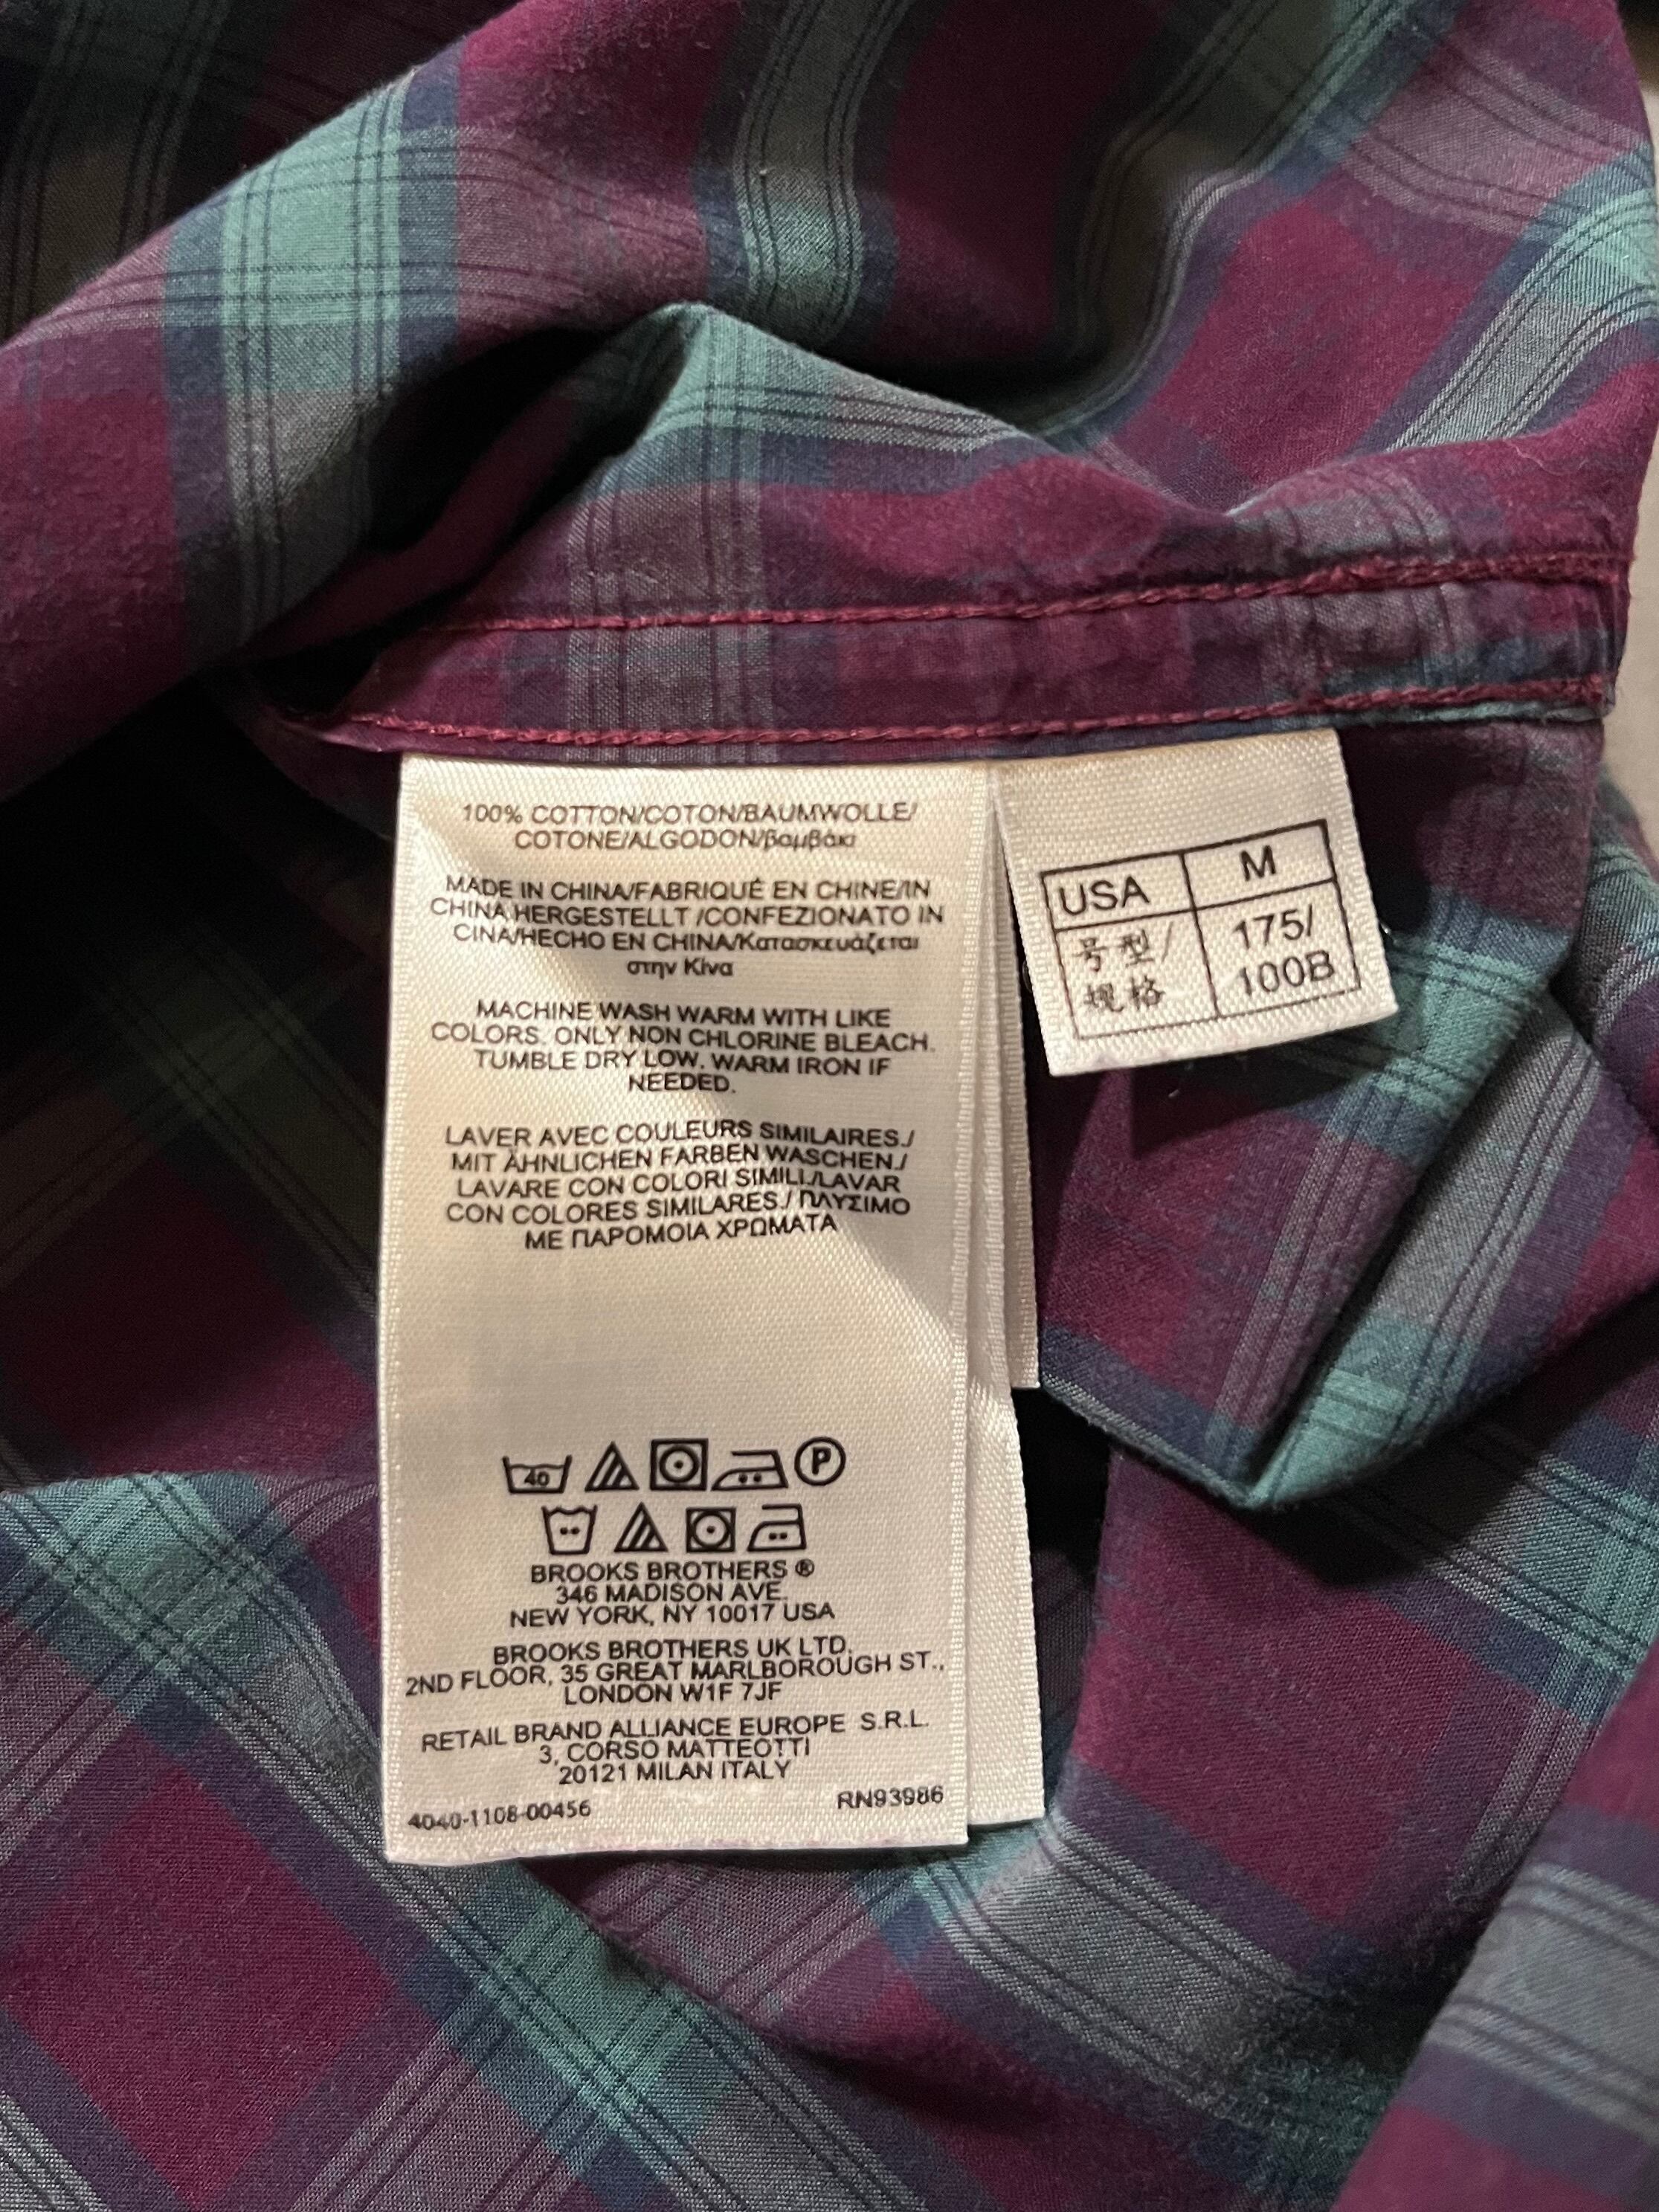 100% COTTON/COTON/BAUMWOLLE/
COTONE/ALGODON/βαμβάκι
MADE IN CHINA/FABRIQUÉ EN CHINE/IN
CHINA HERGESTELLT /CONFEZIONATO IN
CINA/HECHO EN CHINA/Κατασκευάζεται
στην Κίνα
MACHINE WASH WARM WITH LIKE
COLORS. ONLY NON CHLORINE BLEACH.
TUMBLE DRY LOW. WARM IRON IF
NEEDED.
LAVER AVEC COULEURS SIMILAIRES./
MIT ÄHNLICHEN FARBEN WASCHEN./
LAVARE CON COLORI SIMILI./LAVAR
CON COLORES SIMILARES./ ΠΛΥΣΙΜΟ
ΜΕ ΠΑΡΟΜΟΙΑ ΧΡΩΜΑΤΑ
40 P
BROOKS BROTHERS ®
346 MADISON AVE.
NEW YORK, NY 10017 USA
BROOKS BROTHERS UK LTD.
2ND FLOOR, 35 GREAT MARLBOROUGH ST.,
LONDON W1F 7JF
RETAIL BRAND ALLIANCE EUROPE S.R.L.
3, CORSO MATTEOTTI
20121 MILAN ITALY
4040-1108-00456 RN93986
USA M
号型/ 175/
规格 100B